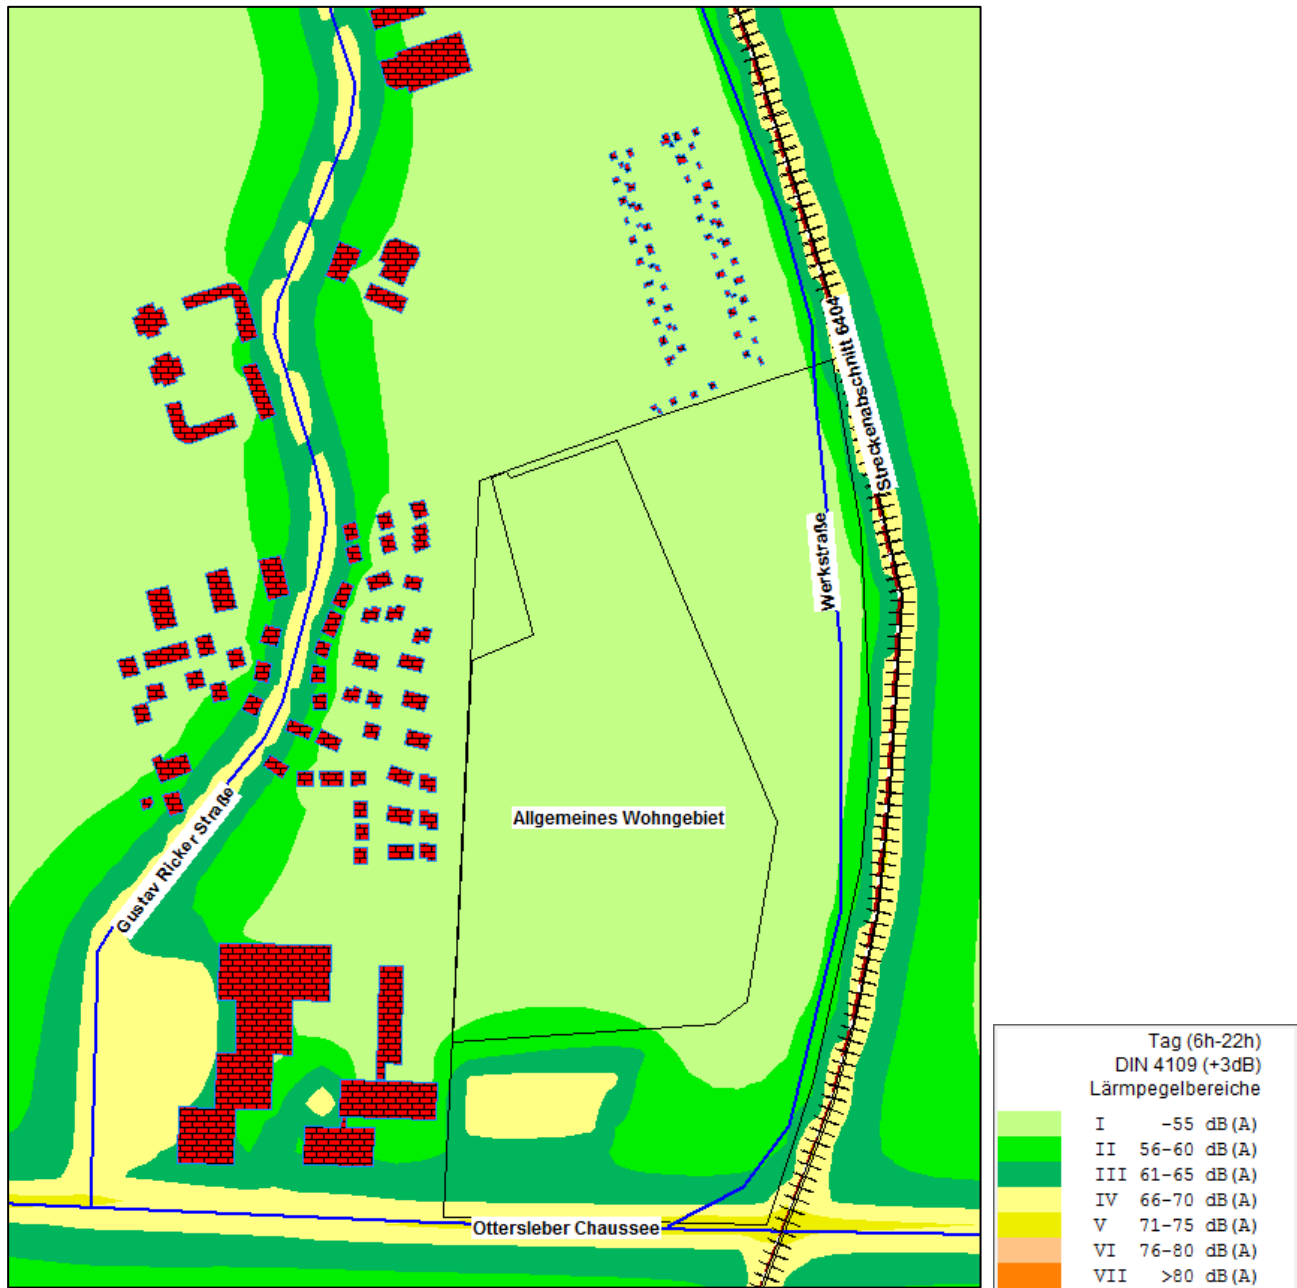 Streckenabschnitt 6404
Werkstraße
Allgemeines Wohngebiet
Gustav Ricker Straße
Ottersleber Chaussee
Tag (6h-22h)
DIN 4109 (+3dB)
Lärmpegelbereiche
I -55 dB(A)
II 56-60 dB(A)
III 61-65 dB(A)
IV 66-70 dB(A)
V 71-75 dB(A)
VI 76-80 dB(A)
VII >80 dB(A)